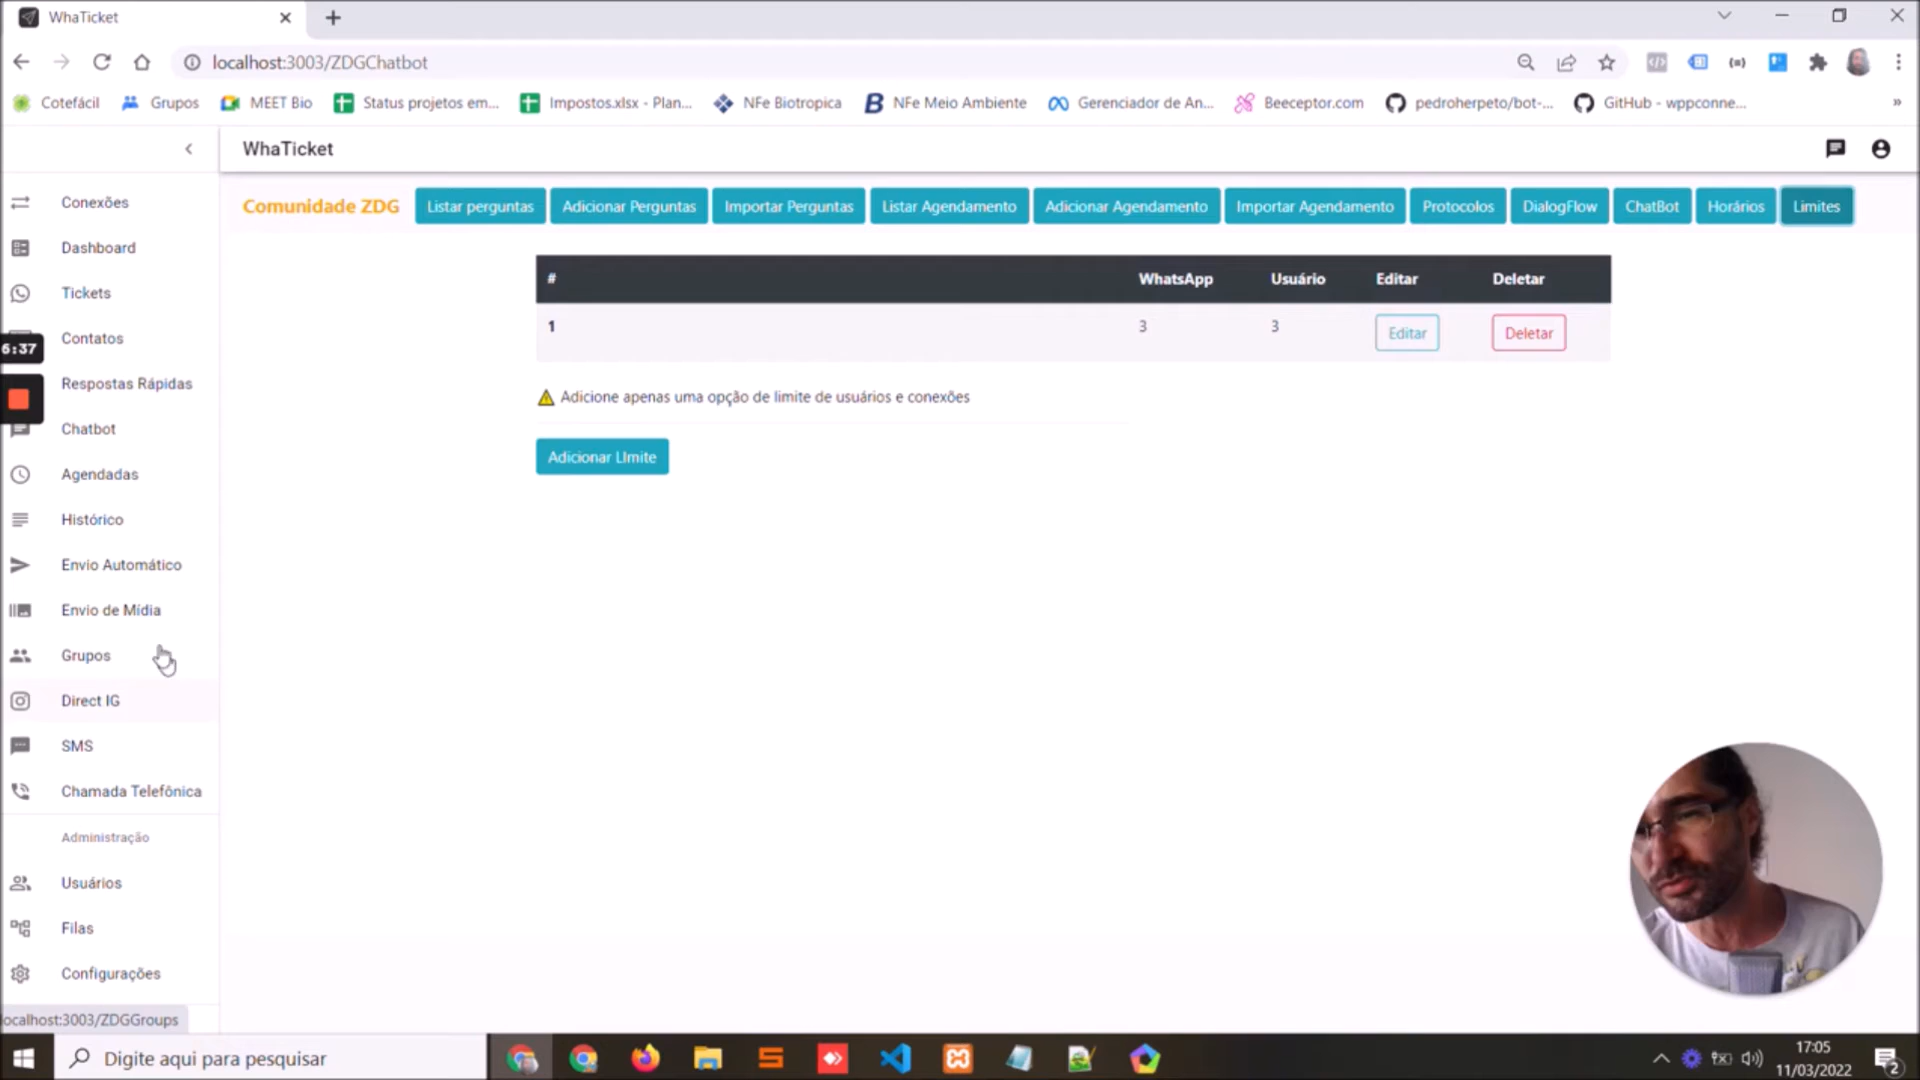 WhaTicket
localhost:3003/ZDGChatbot
Cotefácil Grupos MEET Bio Status projetos em... Impostos.xlsx - Plan... NFe Biotropica NFe Meio Ambiente Gerenciador de An... Beeceptor.com pedroherpeto/bot-... GitHub - wppconne... »
WhaTicket
Comunidade ZDG Listar perguntas Adicionar Perguntas Importar Perguntas Listar Agendamento Adicionar Agendamento Importar Agendamento Protocolos DialogFlow ChatBot Horários Limites
# WhatsApp Usuário Editar Deletar
1 3 3 Editar Deletar
⚠ Adicione apenas uma opção de limite de usuários e conexões
Adicionar LImite
Conexões
Dashboard
Tickets
Contatos
6:37
Respostas Rápidas
Chatbot
Agendadas
Histórico
Envio Automático
Envio de Mídia
Grupos
Direct IG
SMS
Chamada Telefônica
Administração
Usuários
Filas
Configurações
localhost:3003/ZDGGroups
Digite aqui para pesquisar
17:05
11/03/2022
2